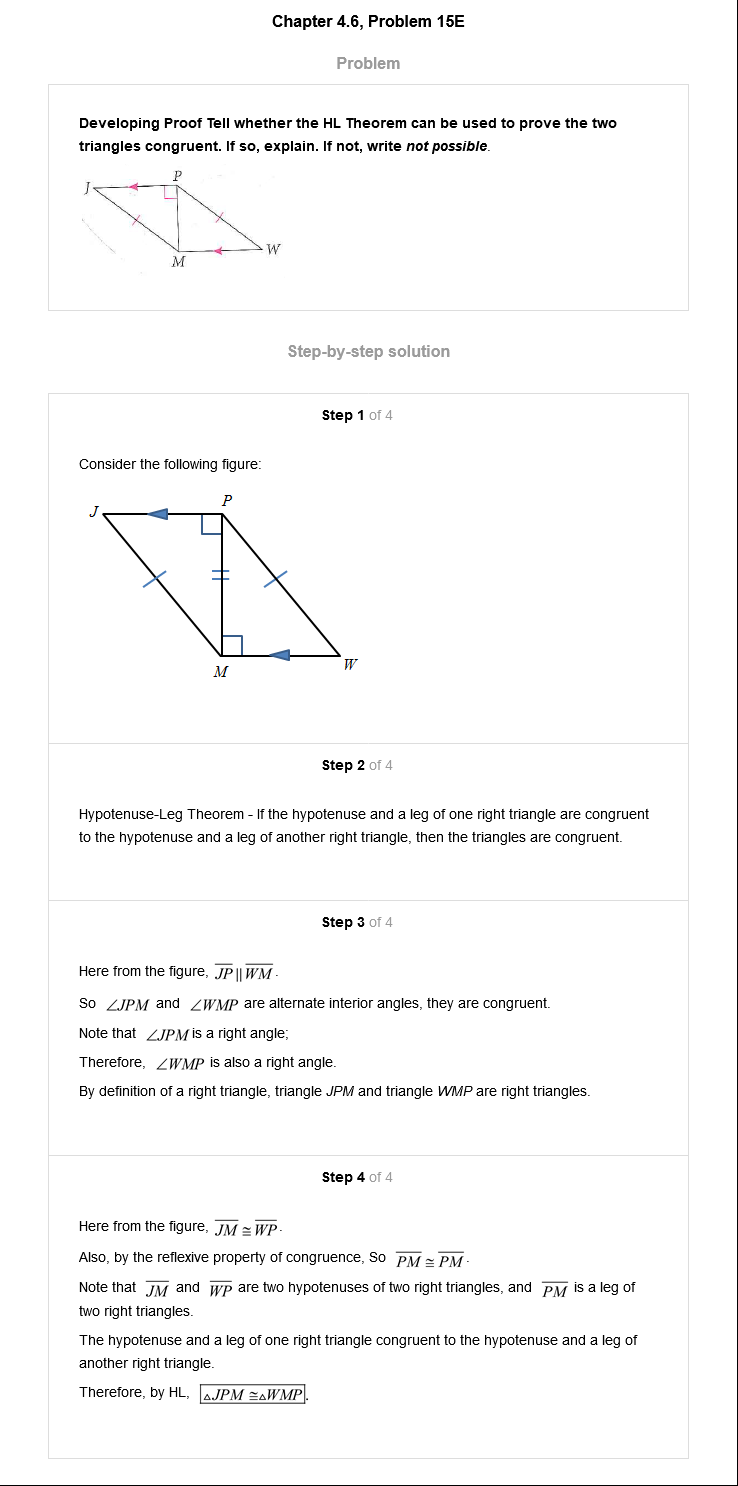 Chapter 4.6, Problem 15E
Problem
Developing Proof Tell whether the HL Theorem can be used to prove the two
triangles congruent. If so, explain. If not, write not possible.
J
P
M
W
Step-by-step solution
Step 1 of 4
Consider the following figure:
J
P
M
W
Step 2 of 4
Hypotenuse-Leg Theorem - If the hypotenuse and a leg of one right triangle are congruent
to the hypotenuse and a leg of another right triangle, then the triangles are congruent.
Step 3 of 4
Here from the figure, \overline{JP} || \overline{WM}.
So ∠JPM and ∠WMP are alternate interior angles, they are congruent.
Note that ∠JPM is a right angle;
Therefore, ∠WMP is also a right angle.
By definition of a right triangle, triangle JPM and triangle WMP are right triangles.
Step 4 of 4
Here from the figure, \overline{JM} ≅ \overline{WP}.
Also, by the reflexive property of congruence, So \overline{PM} ≅ \overline{PM}.
Note that \overline{JM} and \overline{WP} are two hypotenuses of two right triangles, and \overline{PM} is a leg of
two right triangles.
The hypotenuse and a leg of one right triangle congruent to the hypotenuse and a leg of
another right triangle.
Therefore, by HL, △JPM ≅ △WMP.